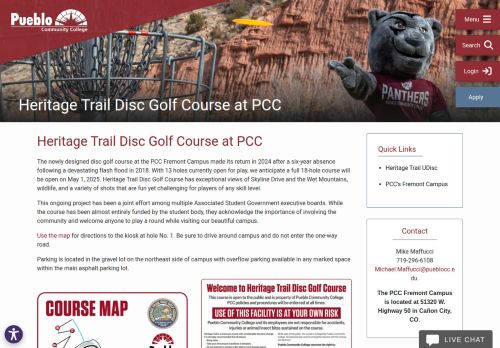 Pueblo
Community College
Menu
Search
Login
Apply
PANTHERS
Heritage Trail Disc Golf Course at PCC
Heritage Trail Disc Golf Course at PCC
The newly designed disc golf course at the PCC Fremont Campus made its return in 2024 after a six-year absence
following a devastating flash flood in 2018. With 13 holes currently open for play, we anticipate a full 18-hole course will
be open on May 1, 2025. Heritage Trail Disc Golf Course has exceptional views of Skyline Drive and the Wet Mountains,
wildlife, and a variety of shots that are fun yet challenging for players of any skill level.
This ongoing project has been a joint effort among multiple Associated Student Government executive boards. While
the course has been almost entirely funded by the student body, they acknowledge the importance of involving the
community and welcome anyone to play a round while visiting our beautiful campus.
Use the map for directions to the kiosk at hole No. 1. Be sure to drive around campus and do not enter the one-way
road.
Parking is located in the gravel lot on the northeast side of campus with overflow parking available in any marked space
within the main asphalt parking lot.
COURSE MAP
Welcome to Heritage Trail Disc Golf Course
This course is open to the public and is property of Pueblo Community College.
PCC policies and procedures will be enforced at all times.
USE OF THIS FACILITY IS AT YOUR OWN RISK
Pueblo Community College and its employees are not responsible for accidents,
injuries or animal/insect bites sustained on the course.
Quick Links
Heritage Trail UDisc
PCC's Fremont Campus
Contact
Mike Maffucci
719-296-6108
Michael.Maffucci@pueblocc.e
du
The PCC Fremont Campus
is located at 51320 W.
Highway 50 in Cañon City,
CO.
LIVE CHAT